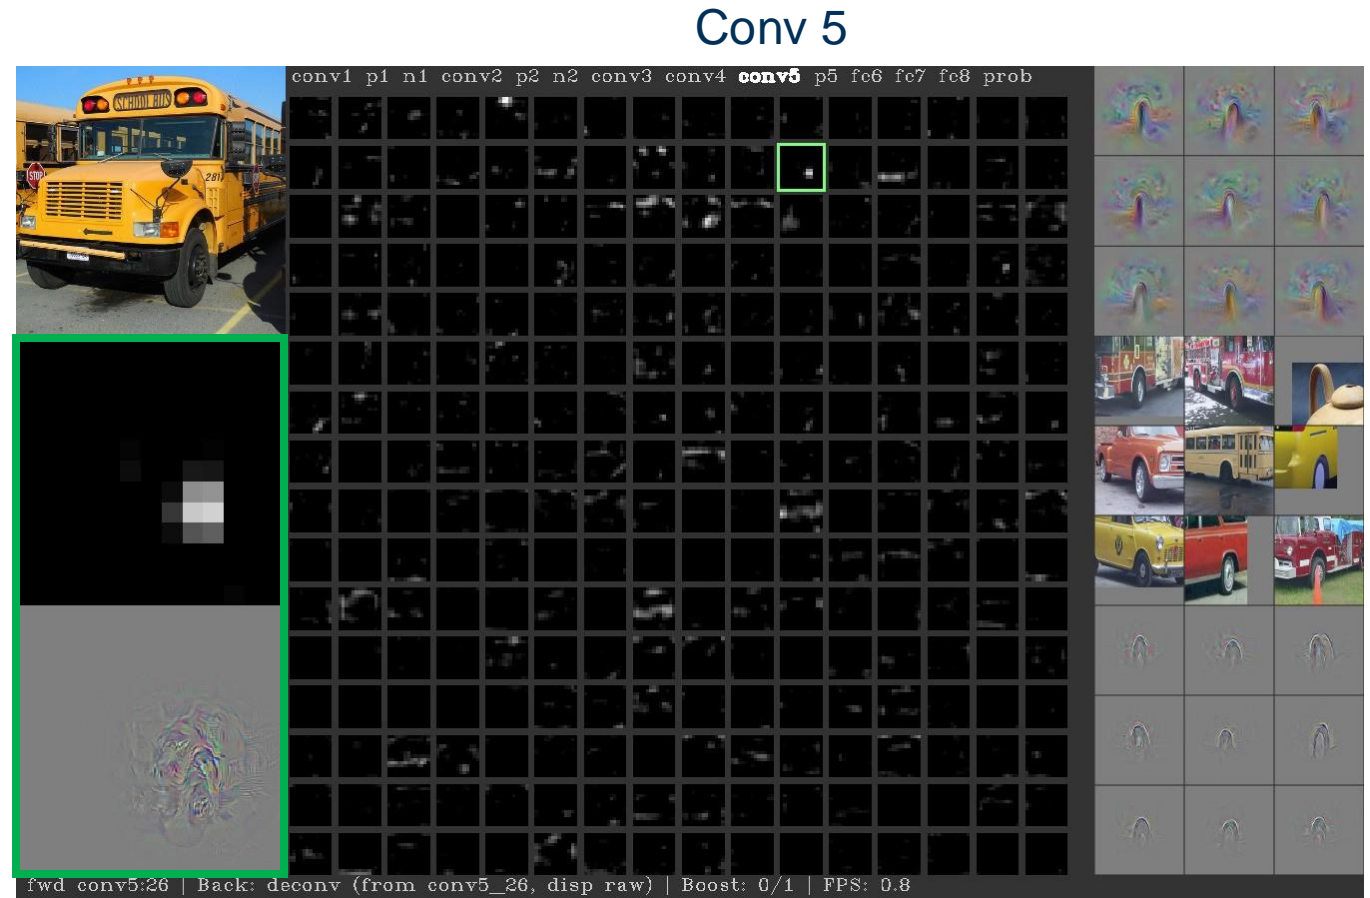 Conv 5
conv1 p1 n1 conv2 p2 n2 conv3 conv4 conv5 p5 fc6 fc7 fc8 prob
SCHOOL BUS
281
STOP
fwd conv5:26 | Back: deconv (from conv5_26, disp raw) | Boost: 0/1 | FPS: 0.8